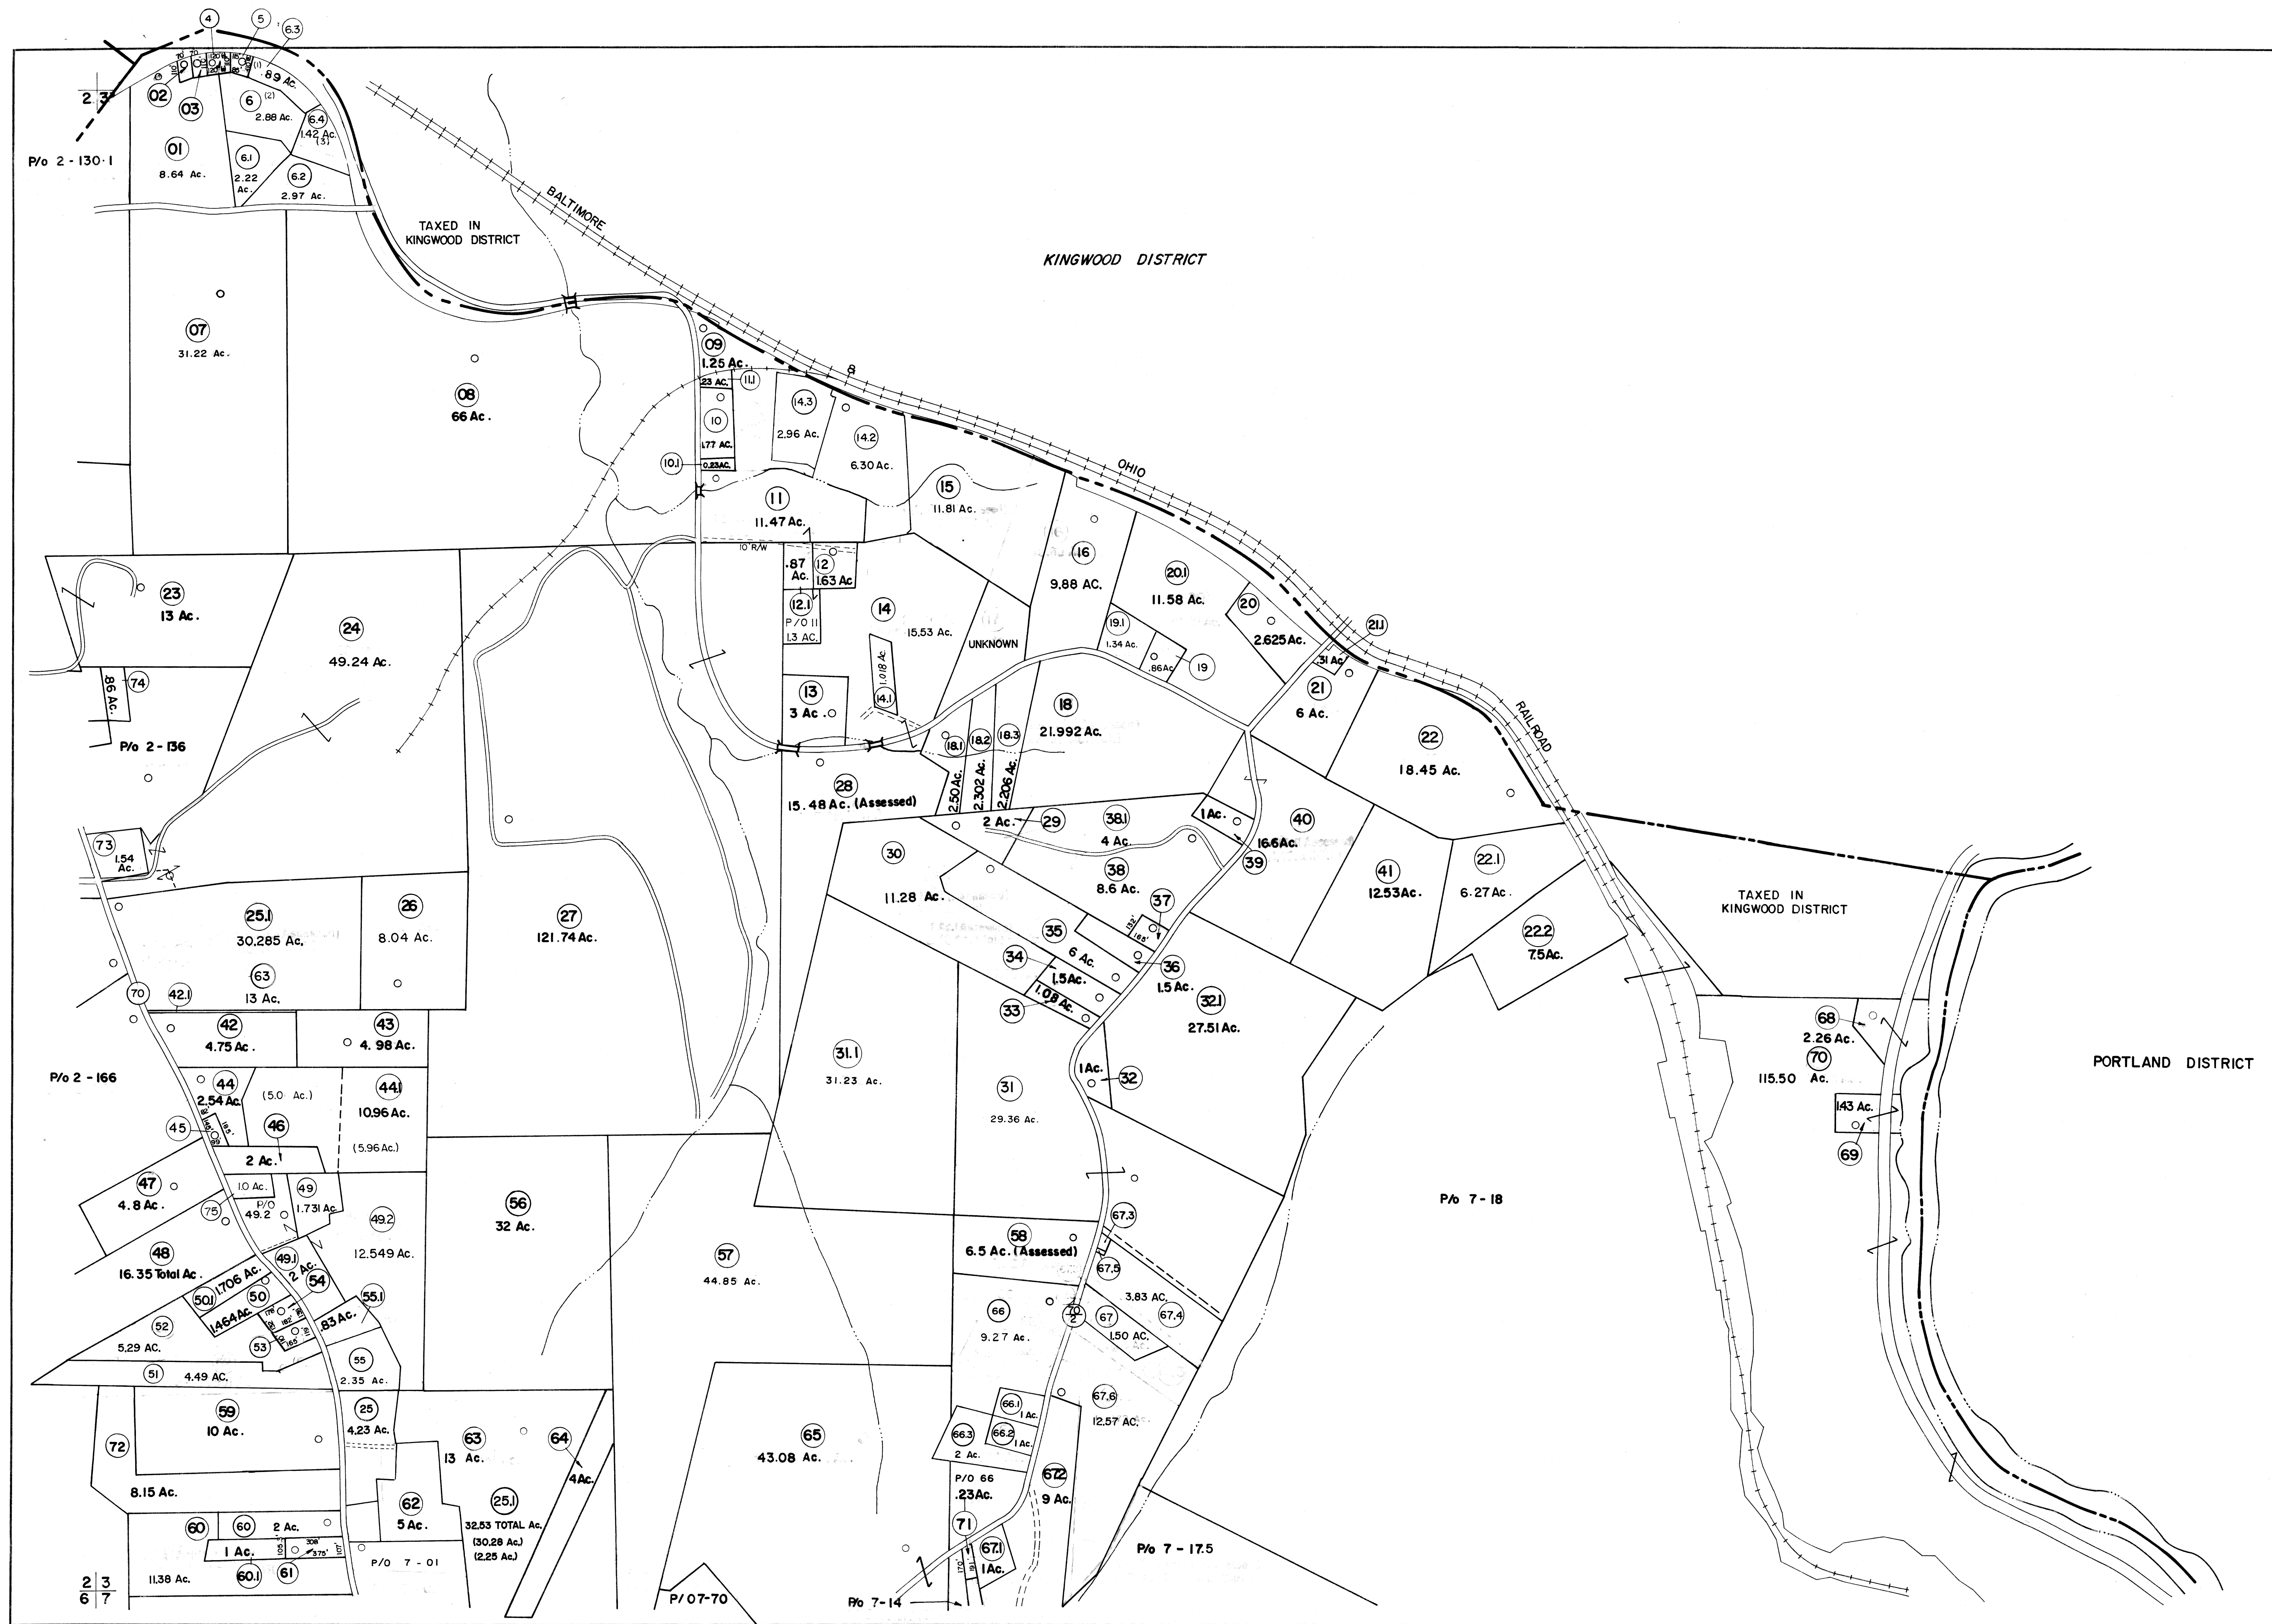 4
5
6.3
70'
70
.89 Ac.
(1)
110'
2 3
02
03
6
(2)
2.88 Ac.
6.4
1.42 Ac.
(3)
P/o 2-130.1
01
8.64 Ac.
6.1
2.22
Ac.
6.2
2.97 Ac.
BALTIMORE
TAXED IN
KINGWOOD DISTRICT
KINGWOOD DISTRICT
07
31.22 Ac.
09
1.25 Ac.
&
.23 AC.
11.1
08
66 Ac.
14.3
2.96 Ac.
10
1.77 AC.
14.2
6.30 Ac.
10.1
0.23AC.
OHIO
11
11.47 Ac.
15
11.81 Ac.
10' R/W
16
9.88 AC.
.87
Ac.
12
1.63 Ac
20.1
11.58 Ac.
23
13 Ac.
12.1
P/O 11
1.3 AC.
14
15.53 Ac.
20
2.625 Ac.
24
49.24 Ac.
UNKNOWN
19.1
1.34 Ac.
.86Ac
19
21.1
.31 Ac
74
.86 Ac.
1.018 Ac.
14.1
13
3 Ac.
21
6 Ac.
18
21.992 Ac.
RAILROAD
P/o 2-136
18.1
18.2
18.3
2.50 Ac.
2.302 Ac.
2.206 Ac.
22
18.45 Ac.
28
15.48 Ac. (Assessed)
2 Ac.
29
38.1
4 Ac.
1 Ac.
39
40
16.6 Ac.
73
1.54
Ac.
30
11.28 Ac.
38
8.6 Ac.
41
12.53 Ac.
22.1
6.27 Ac.
TAXED IN
KINGWOOD DISTRICT
25.1
30.285 Ac.
26
8.04 Ac.
27
121.74 Ac.
37
132'
165'
22.2
7.5 Ac.
35
6 Ac.
63
13 Ac.
34
1.5 Ac.
36
1.5 Ac.
70
42.1
1.08 Ac.
33
32.1
27.51 Ac.
42
4.75 Ac.
43
4.98 Ac.
68
2.26 Ac.
70
115.50 Ac.
PORTLAND DISTRICT
P/o 2-166
31.1
31.23 Ac.
1 Ac.
32
44
2.54 Ac.
(5.0 Ac.)
44.1
10.96 Ac.
(5.96 Ac.)
31
29.36 Ac.
1.43 Ac.
69
45
195'
46
2 Ac.
47
4.8 Ac.
1.0 Ac.
75
P/O
49.2
49
1.731 Ac
49.2
12.549 Ac.
56
32 Ac.
P/o 7-18
67.3
58
6.5 Ac. (Assessed)
67.5
48
16.35 Total Ac.
49.1
2 Ac.
57
44.85 Ac.
1.706 Ac.
50.1
50
1.464 Ac.
54
55.1
.83 Ac.
182'
165'
53
3.83 AC.
67.4
66
9.27 Ac.
70
2
67
1.50 AC.
52
5.29 AC.
51
4.49 AC.
55
2.35 Ac.
59
10 Ac.
25
4.23 Ac.
66.1
1 Ac.
67.6
12.57 AC.
72
8.15 Ac.
63
13 Ac.
64
4 Ac.
65
43.08 Ac.
66.3
2 Ac.
66.2
1 Ac.
P/O 66
.23 Ac.
67.2
9 Ac.
62
5 Ac.
25.1
32.53 TOTAL Ac.
(30.28 Ac.)
(2.25 Ac.)
60
60
2 Ac.
71
1 Ac.
308'
375'
107'
P/O 7-01
67.1
1 Ac.
P/o 7-17.5
60.1
61
11.38 Ac.
2 3
6 7
170'
191'
P/O7-70
P/o 7-14